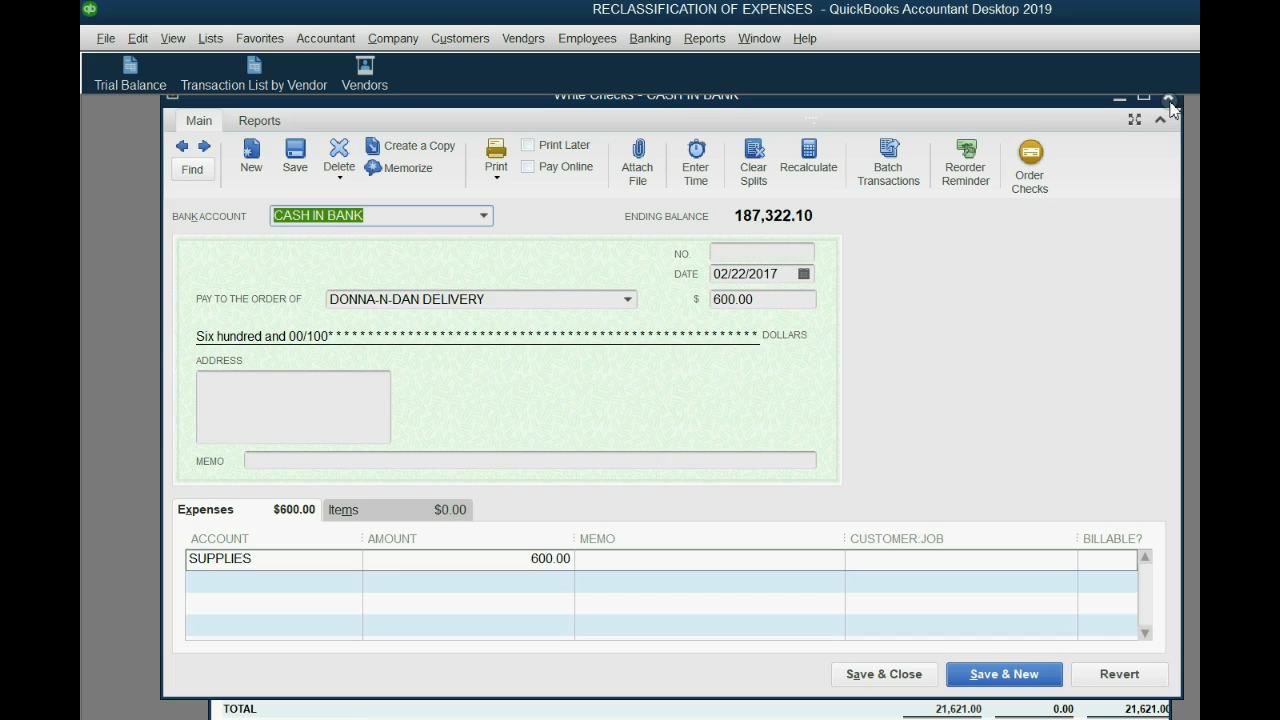 RECLASSIFICATION OF EXPENSES - QuickBooks Accountant Desktop 2019
File Edit View Lists Favorites Accountant Company Customers Vendors Employees Banking Reports Window Help
Trial Balance Transaction List by Vendor Vendors
Write Checks - CASH IN BANK
Main Reports
Find New Save Delete Create a Copy Memorize Print Print Later Pay Online Attach File Enter Time Clear Splits Recalculate Batch Transactions Reorder Reminder Order Checks
BANK ACCOUNT CASH IN BANK ENDING BALANCE 187,322.10
NO.
DATE 02/22/2017
PAY TO THE ORDER OF DONNA-N-DAN DELIVERY $ 600.00
Six hundred and 00/100* * * * * * * * * * * * * * * * * * * * * * * * * * * * * * * * * * * * * * * * * * * * * * * * * * * * * DOLLARS
ADDRESS
MEMO
Expenses $600.00 Items $0.00
ACCOUNT AMOUNT MEMO CUSTOMER:JOB BILLABLE?
SUPPLIES 600.00
Save & Close Save & New Revert
TOTAL 21,621.00 0.00 21,621.00